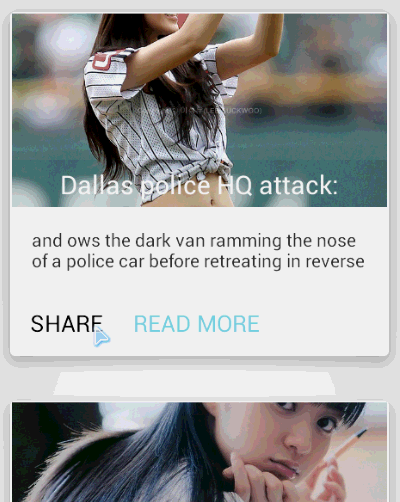 Dallas police HQ attack:
and ows the dark van ramming the nose
of a police car before retreating in reverse
SHARE
READ MORE